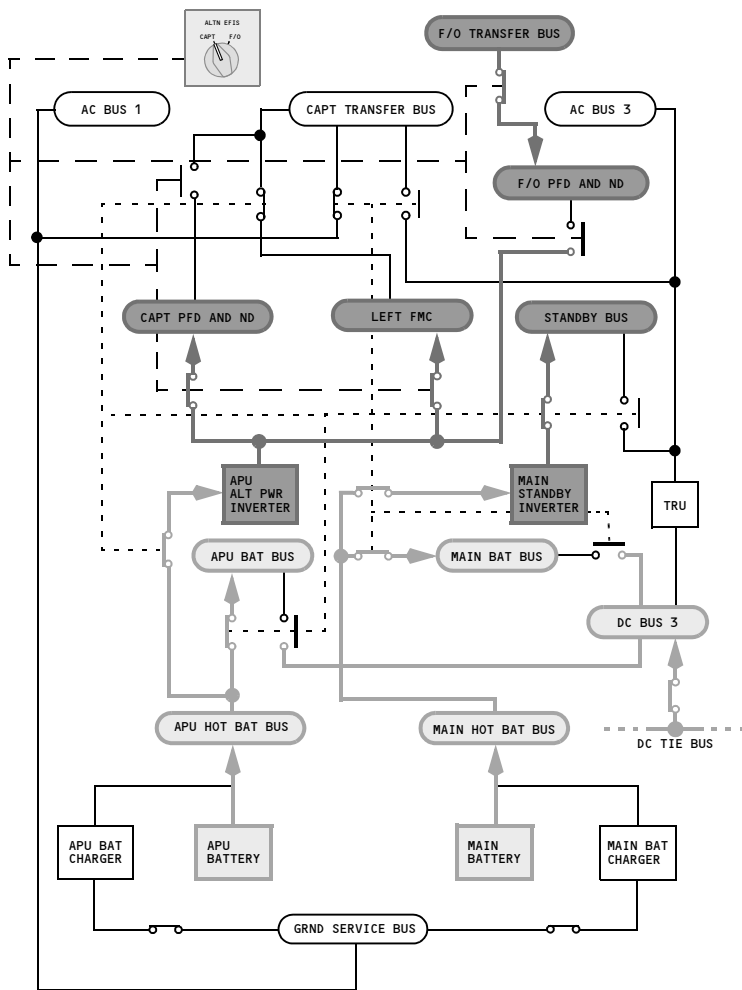 ALTN EFIS
CAPT F/O
F/O TRANSFER BUS
AC BUS 1
CAPT TRANSFER BUS
AC BUS 3
F/O PFD AND ND
CAPT PFD AND ND
LEFT FMC
STANDBY BUS
APU
ALT PWR
INVERTER
MAIN
STANDBY
INVERTER
TRU
APU BAT BUS
MAIN BAT BUS
DC BUS 3
APU HOT BAT BUS
MAIN HOT BAT BUS
DC TIE BUS
APU BAT
CHARGER
APU
BATTERY
MAIN
BATTERY
MAIN BAT
CHARGER
GRND SERVICE BUS